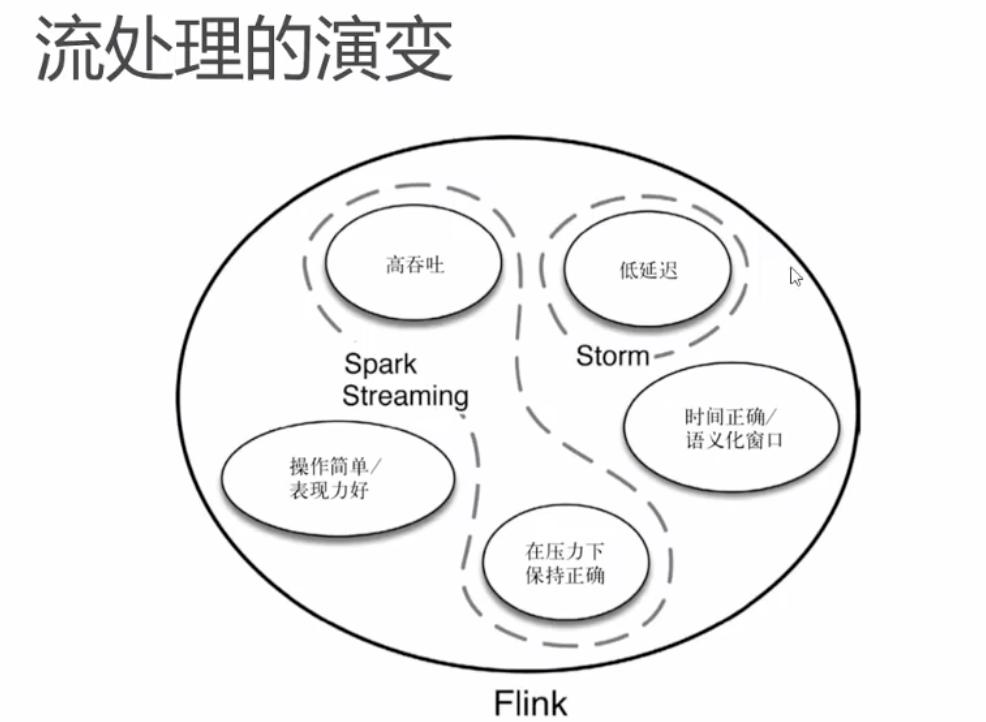 流处理的演变
高吞吐
低延迟
Spark
Streaming
Storm
时间正确/
语义化窗口
操作简单/
表现力好
在压力下
保持正确
Flink